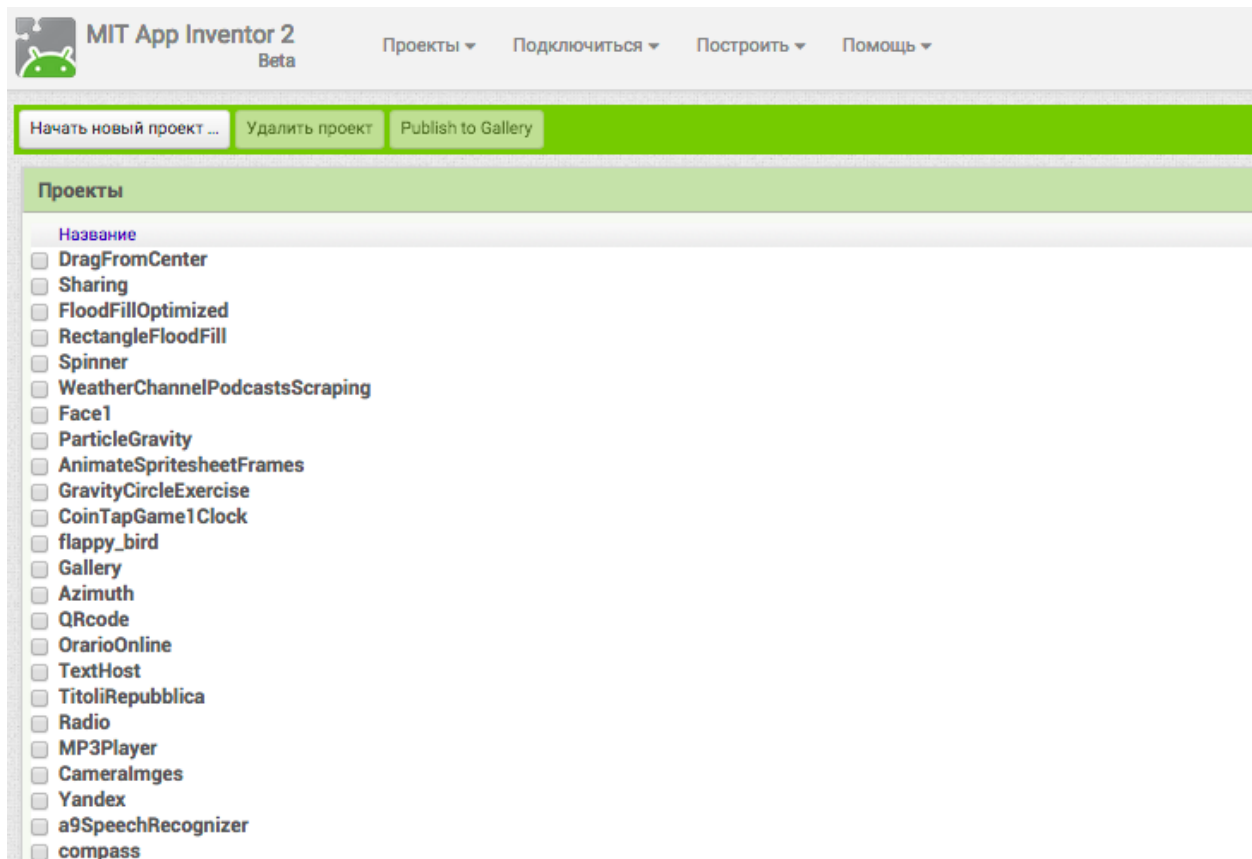 MIT App Inventor 2
Beta
Проекты Подключиться Построить Помощь
Начать новый проект ... Удалить проект Publish to Gallery
Проекты
Название
DragFromCenter
Sharing
FloodFillOptimized
RectangleFloodFill
Spinner
WeatherChannelPodcastsScraping
Face1
ParticleGravity
AnimateSpritesheetFrames
GravityCircleExercise
CoinTapGame1Clock
flappy_bird
Gallery
Azimuth
QRcode
OrarioOnline
TextHost
TitoliRepubblica
Radio
MP3Player
CameraImges
Yandex
a9SpeechRecognizer
compass